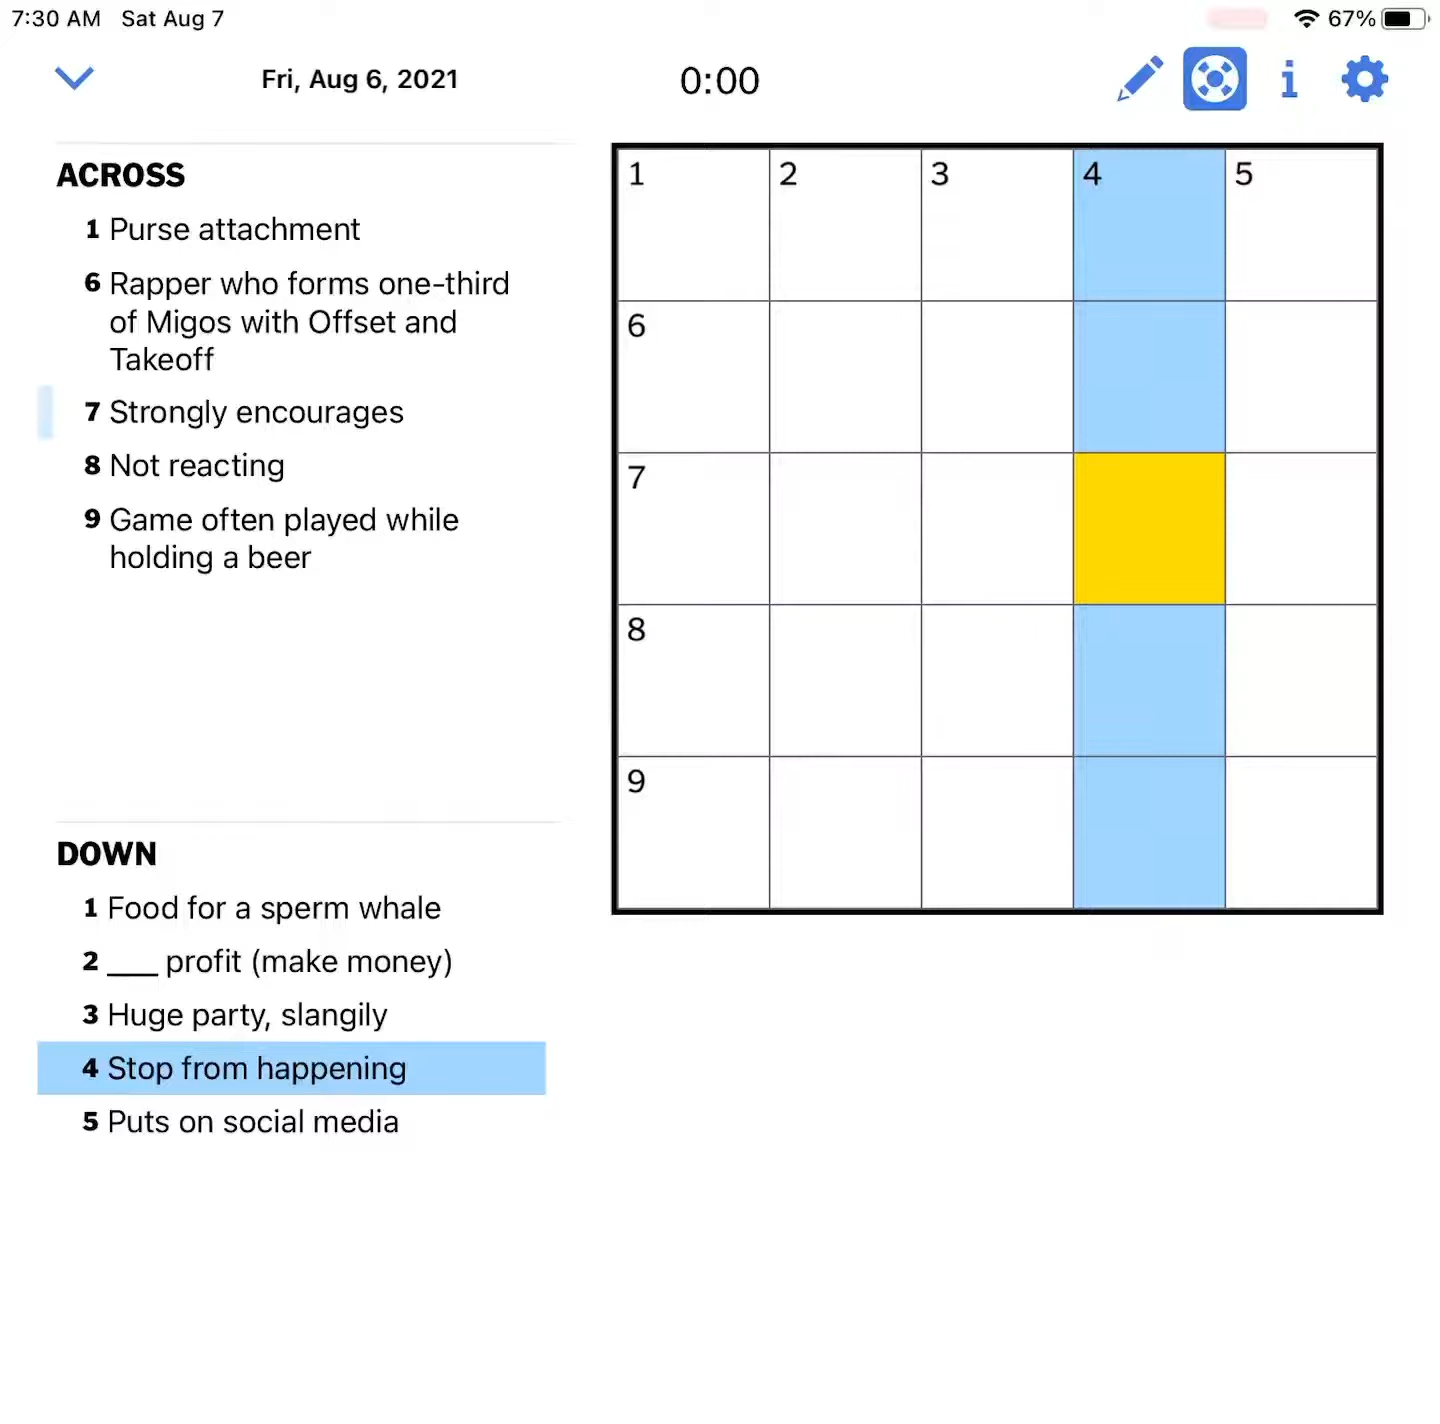 7:30 AM Sat Aug 7
67%
Fri, Aug 6, 2021
0:00
ACROSS
1 Purse attachment
6 Rapper who forms one-third
of Migos with Offset and
Takeoff
7 Strongly encourages
8 Not reacting
9 Game often played while
holding a beer
DOWN
1 Food for a sperm whale
2 ___ profit (make money)
3 Huge party, slangily
4 Stop from happening
5 Puts on social media
1 2 3 4 5
6
7
8
9